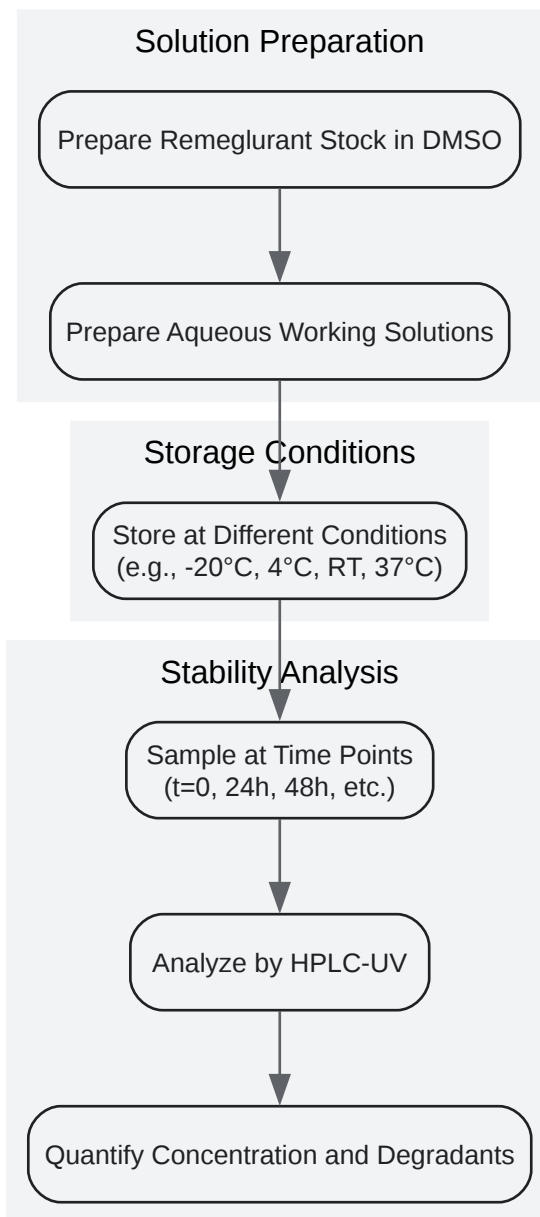 Solution Preparation
Prepare Remeglurant Stock in DMSO
Prepare Aqueous Working Solutions
Storage Conditions
Store at Different Conditions
(e.g., -20°C, 4°C, RT, 37°C)
Stability Analysis
Sample at Time Points
(t=0, 24h, 48h, etc.)
Analyze by HPLC-UV
Quantify Concentration and Degradants